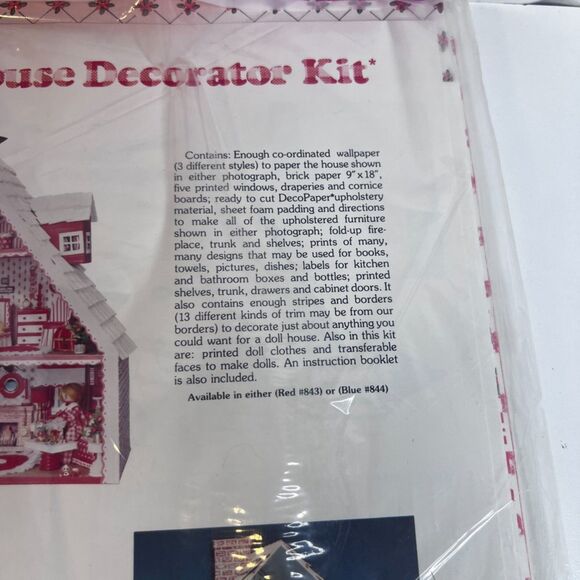 ouse Decorator Kit*
Contains: Enough co-ordinated wallpaper
(3 different styles) to paper the house shown
in either photograph, brick paper 9"x18",
five printed windows, draperies and cornice
boards; ready to cut DecoPaper*upholstery
material, sheet foam padding and directions
to make all of the upholstered furniture
shown in either photograph; fold-up fire-
place, trunk and shelves; prints of many,
many designs that may be used for books,
towels, pictures, dishes; labels for kitchen
and bathroom boxes and bottles; printed
shelves, trunk, drawers and cabinet doors. It
also contains enough stripes and borders
(13 different kinds of trim may be from our
borders) to decorate just about anything you
could want for a doll house. Also in this kit
are: printed doll clothes and transferable
faces to make dolls. An instruction booklet
is also included.
Available in either (Red #843) or (Blue #844)